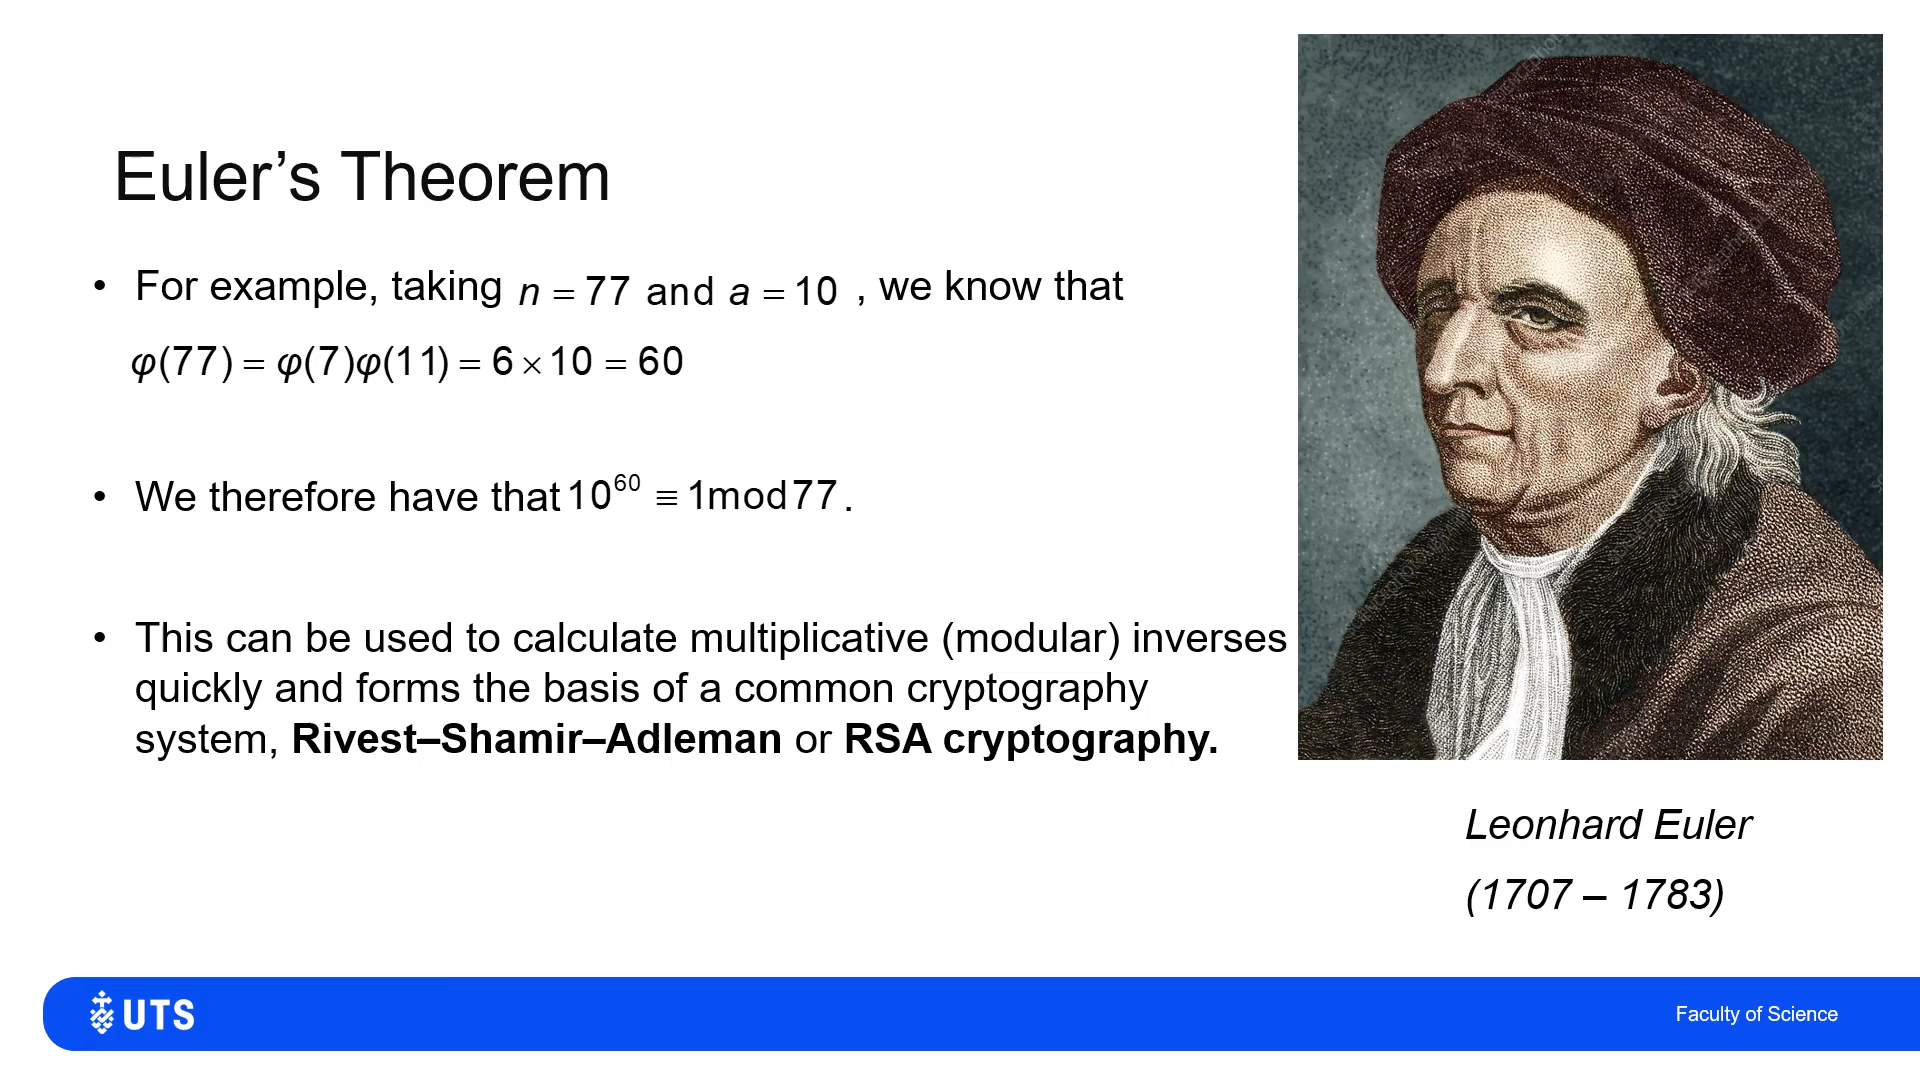 Euler’s Theorem
• For example, taking n = 77 and a = 10 , we know that
φ(77) = φ(7)φ(11) = 6 × 10 = 60
• We therefore have that 10⁶⁰ ≡ 1mod77 .
• This can be used to calculate multiplicative (modular) inverses
quickly and forms the basis of a common cryptography
system, Rivest–Shamir–Adleman or RSA cryptography.
Leonhard Euler
(1707 – 1783)
UTS
Faculty of Science